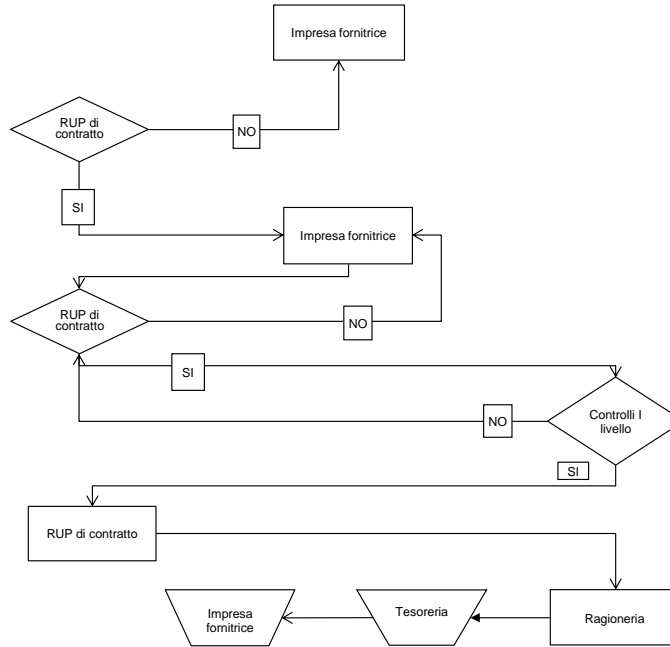 Impresa fornitrice
RUP di
contratto
NO
SI
Impresa fornitrice
RUP di
contratto
NO
SI
Controlli I
livello
NO
SI
RUP di contratto
Impresa
fornitrice
Tesoreria
Ragioneria